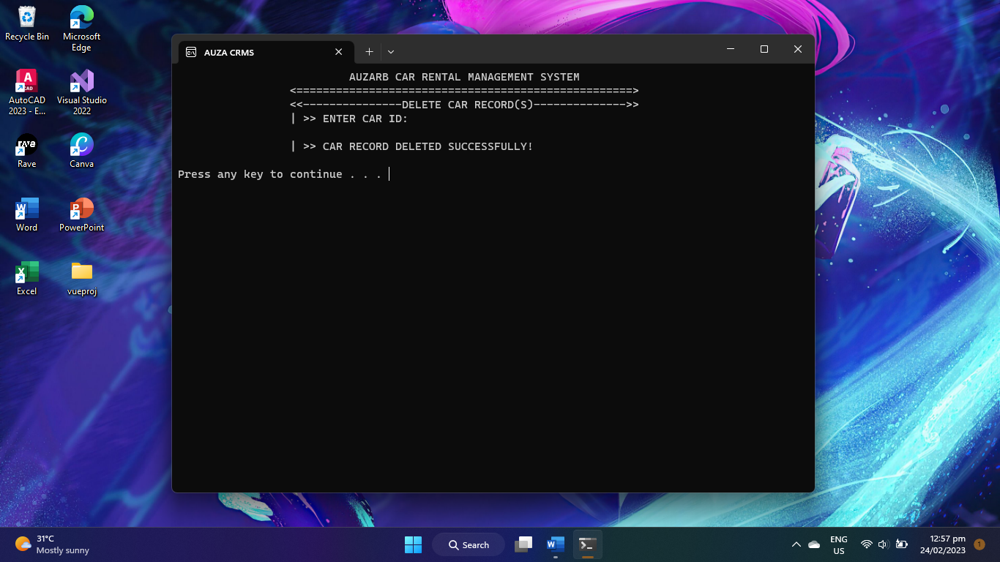 Recycle Bin
Microsoft
Edge
AutoCAD
2023 - E...
Visual Studio
2022
Rave
Canva
Word
PowerPoint
Excel
vueproj
AUZA CRMS
AUZARB CAR RENTAL MANAGEMENT SYSTEM
<===================================================>
<<---------------DELETE CAR RECORD(S)-------------->>
| >> ENTER CAR ID:
| >> CAR RECORD DELETED SUCCESSFULLY!
Press any key to continue . . .
31°C
Mostly sunny
Search
ENG
US
12:57 pm
24/02/2023
1